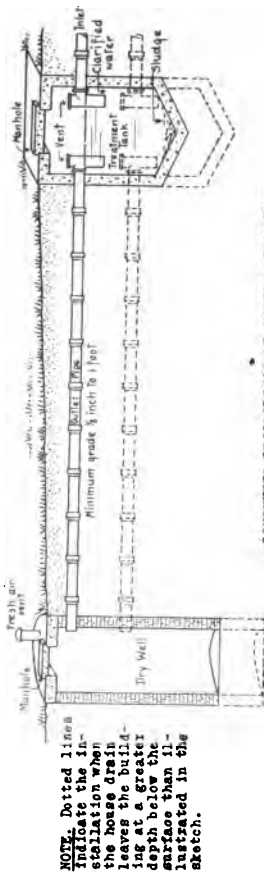 Manhole
Fresh air
vent
Manhole
Inlet
Vent
Clarified
water
Outlet Pipe
Treatment
Tank
Minimum grade ⅛ inch To 1 foot
Sludge
Dry Well
NOTE. Dotted lines
indicate the in-
stallation when
the house drain
leaves the build-
ing at a greater
depth below the
surface than il-
lustrated in the
sketch.